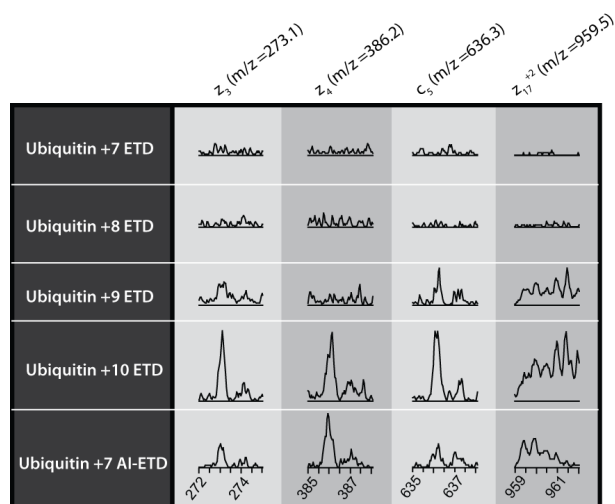 z₃ (m/z =273.1)
z₄ (m/z =386.2)
c₅ (m/z =636.3)
z₁₇⁺² (m/z =959.5)
Ubiquitin +7 ETD
Ubiquitin +8 ETD
Ubiquitin +9 ETD
Ubiquitin +10 ETD
Ubiquitin +7 AI-ETD
272 274 385 387 635 637 959 961